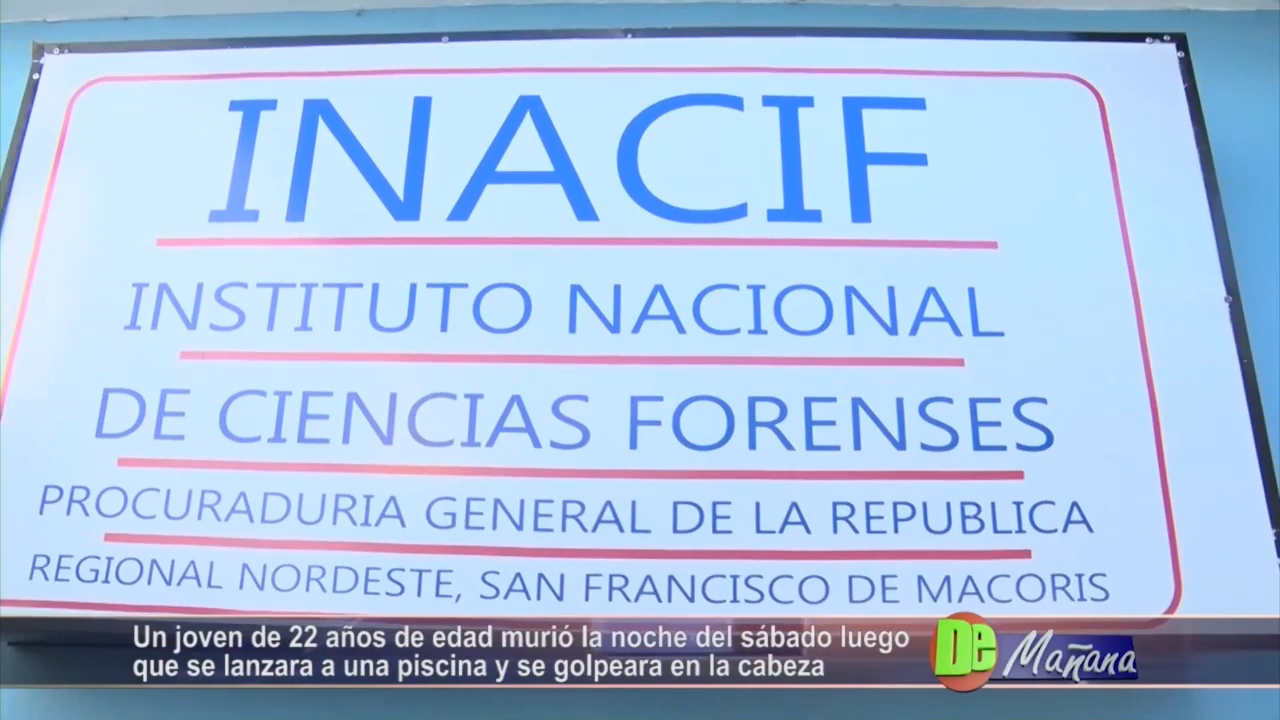 INACIF
INSTITUTO NACIONAL
DE CIENCIAS FORENSES
PROCURADURIA GENERAL DE LA REPUBLICA
REGIONAL NORDESTE, SAN FRANCISCO DE MACORIS
Un joven de 22 años de edad murió la noche del sábado luego
que se lanzara a una piscina y se golpeara en la cabeza
De Mañana